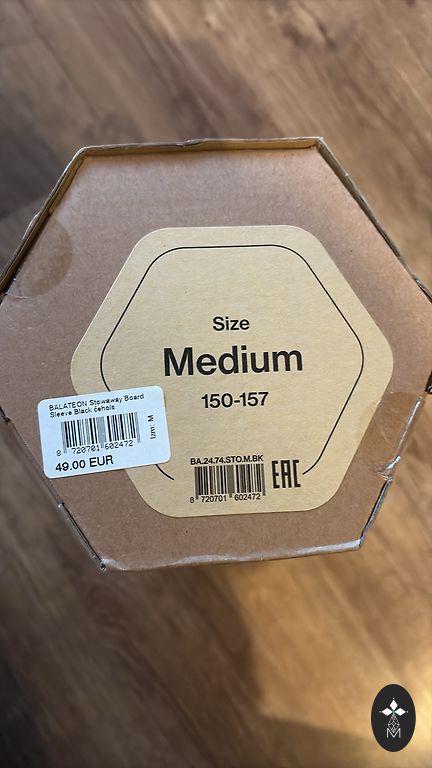 Size
Medium
150-157
BALATEON Stowaway Board
Sleeve Black čehols
Izm: M
8 720701 602472
49.00 EUR
BA.24.74.STO.M.BK
8 720701 602472
EAC
M